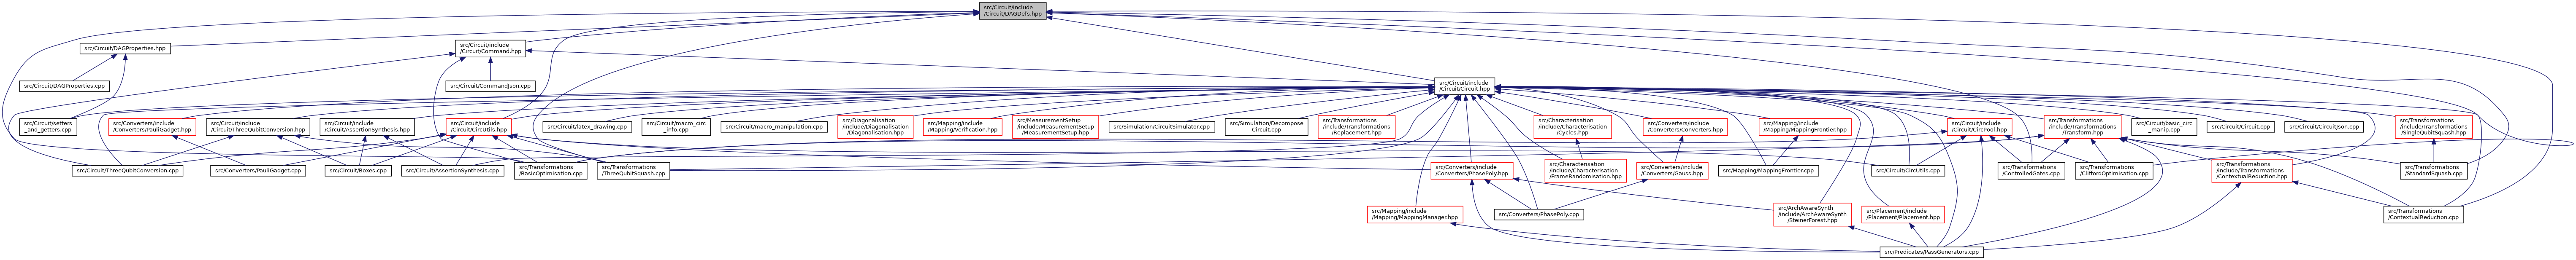 src/Circuit/include
/Circuit/DAGDefs.hpp
src/Circuit/DAGProperties.hpp
src/Circuit/include
/Circuit/Command.hpp
src/Circuit/DAGProperties.cpp
src/Circuit/CommandJson.cpp
src/Circuit/include
/Circuit/Circuit.hpp
src/Circuit/setters
_and_getters.cpp
src/Converters/include
/Converters/PauliGadget.hpp
src/Circuit/include
/Circuit/ThreeQubitConversion.hpp
src/Circuit/include
/Circuit/AssertionSynthesis.hpp
src/Circuit/include
/Circuit/CircUtils.hpp
src/Circuit/latex_drawing.cpp
src/Circuit/macro_circ
_info.cpp
src/Circuit/macro_manipulation.cpp
src/Diagonalisation
/include/Diagonalisation
/Diagonalisation.hpp
src/Mapping/include
/Mapping/Verification.hpp
src/MeasurementSetup
/include/MeasurementSetup
/MeasurementSetup.hpp
src/Simulation/CircuitSimulator.cpp
src/Simulation/Decompose
Circuit.cpp
src/Transformations
/include/Transformations
/Replacement.hpp
src/Characterisation
/include/Characterisation
/Cycles.hpp
src/Converters/include
/Converters/Converters.hpp
src/Mapping/include
/Mapping/MappingFrontier.hpp
src/Circuit/include
/Circuit/CircPool.hpp
src/Transformations
/include/Transformations
/Transform.hpp
src/Circuit/basic_circ
_manip.cpp
src/Circuit/Circuit.cpp
src/Circuit/CircuitJson.cpp
src/Transformations
/include/Transformations
/SingleQubitSquash.hpp
src/Circuit/ThreeQubitConversion.cpp
src/Converters/PauliGadget.cpp
src/Circuit/Boxes.cpp
src/Circuit/AssertionSynthesis.cpp
src/Transformations
/BasicOptimisation.cpp
src/Transformations
/ThreeQubitSquash.cpp
src/Converters/include
/Converters/PhasePoly.hpp
src/Characterisation
/include/Characterisation
/FrameRandomisation.hpp
src/Converters/include
/Converters/Gauss.hpp
src/Mapping/MappingFrontier.cpp
src/Circuit/CircUtils.cpp
src/Transformations
/ControlledGates.cpp
src/Transformations
/CliffordOptimisation.cpp
src/Transformations
/include/Transformations
/ContextualReduction.hpp
src/Transformations
/StandardSquash.cpp
src/Mapping/include
/Mapping/MappingManager.hpp
src/Converters/PhasePoly.cpp
src/ArchAwareSynth
/include/ArchAwareSynth
/SteinerForest.hpp
src/Placement/include
/Placement/Placement.hpp
src/Transformations
/ContextualReduction.cpp
src/Predicates/PassGenerators.cpp